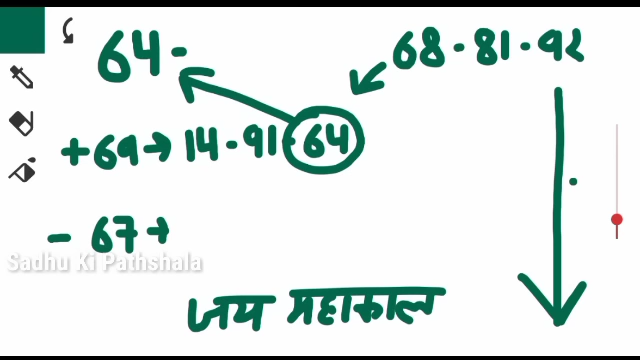 64 -
68 - 81 - 92
+ 69 → 14 - 91 - 64
- 67 →
Sadhu Ki Pathshala
जय महाकाल